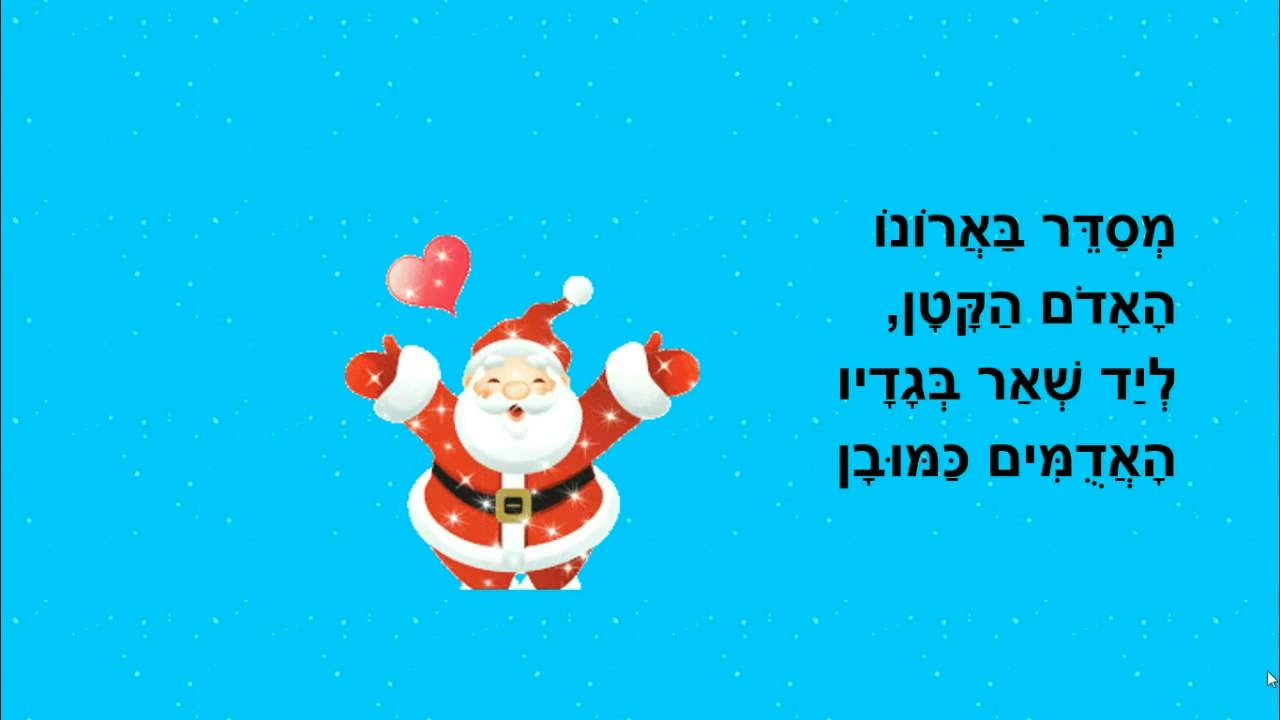 מְסַדֵּר בַּאֲרוֹנוֹ
הָאָדֹם הַקָּטָן,
לְיַד שְׁאַר בְּגָדָיו
הָאֲדֻמִּים כַּמּוּבָן